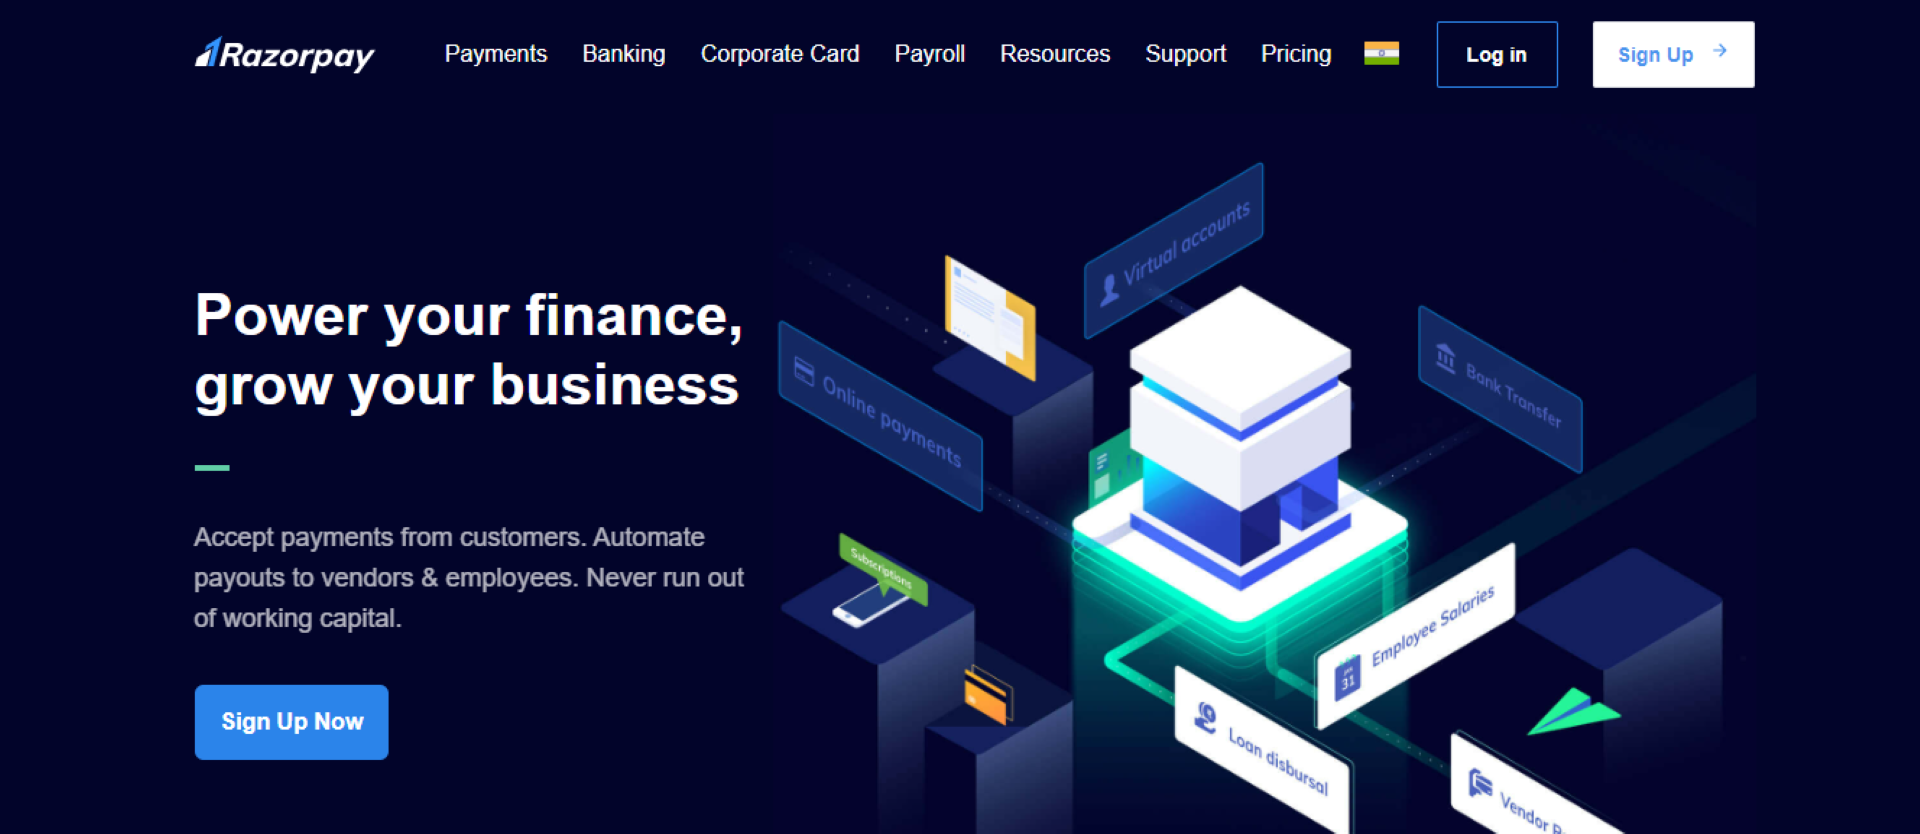 Razorpay
Payments
Banking
Corporate Card
Payroll
Resources
Support
Pricing
Log in
Sign Up
Power your finance,
grow your business
Accept payments from customers. Automate
payouts to vendors & employees. Never run out
of working capital.
Sign Up Now
Virtual accounts
Online payments
Bank Transfer
Subscriptions
Employee Salaries
31
Loan disbursal
Vendor